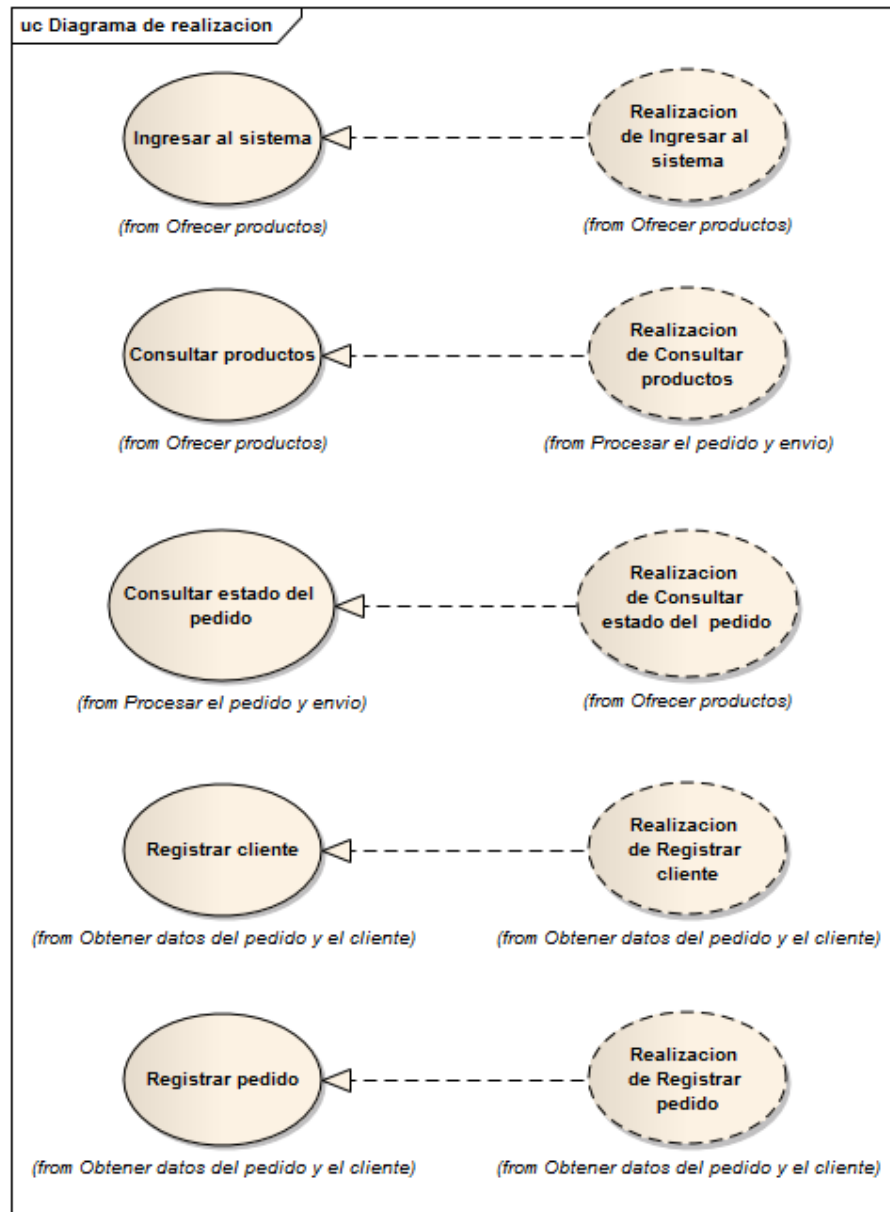 uc Diagrama de realizacion
Ingresar al sistema
Realizacion
de Ingresar al
sistema
(from Ofrecer productos)
(from Ofrecer productos)
Consultar productos
Realizacion
de Consultar
productos
(from Ofrecer productos)
(from Procesar el pedido y envio)
Consultar estado del
pedido
Realizacion
de Consultar
estado del pedido
(from Procesar el pedido y envio)
(from Ofrecer productos)
Registrar cliente
Realizacion
de Registrar
cliente
(from Obtener datos del pedido y el cliente)
(from Obtener datos del pedido y el cliente)
Registrar pedido
Realizacion
de Registrar
pedido
(from Obtener datos del pedido y el cliente)
(from Obtener datos del pedido y el cliente)